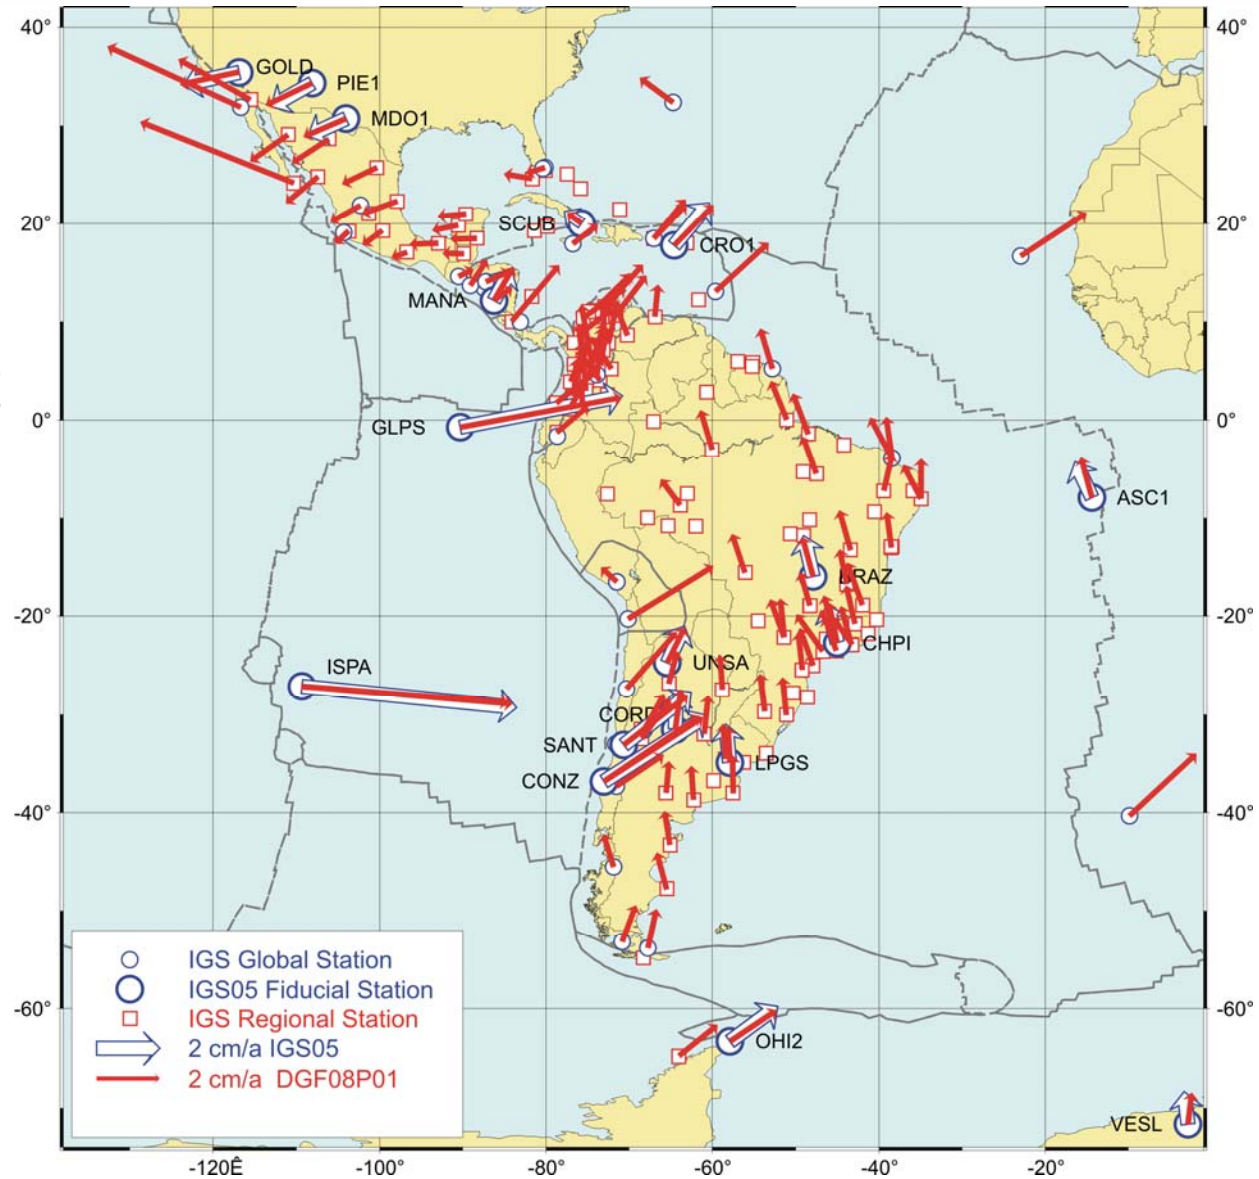 40° 40°
GOLD
PIE1
MDO1
20° 20°
SCUB
CRO1
MANA
0° 0°
GLPS
ASC1
BRAZ
-20° -20°
CHPI
UNSA
ISPA
CORD
SANT
LPGS
CONZ
-40° -40°
IGS Global Station
IGS05 Fiducial Station
IGS Regional Station
2 cm/a IGS05
2 cm/a DGF08P01
-60° -60°
OHI2
VESL
-120Ê -100° -80° -60° -40° -20°